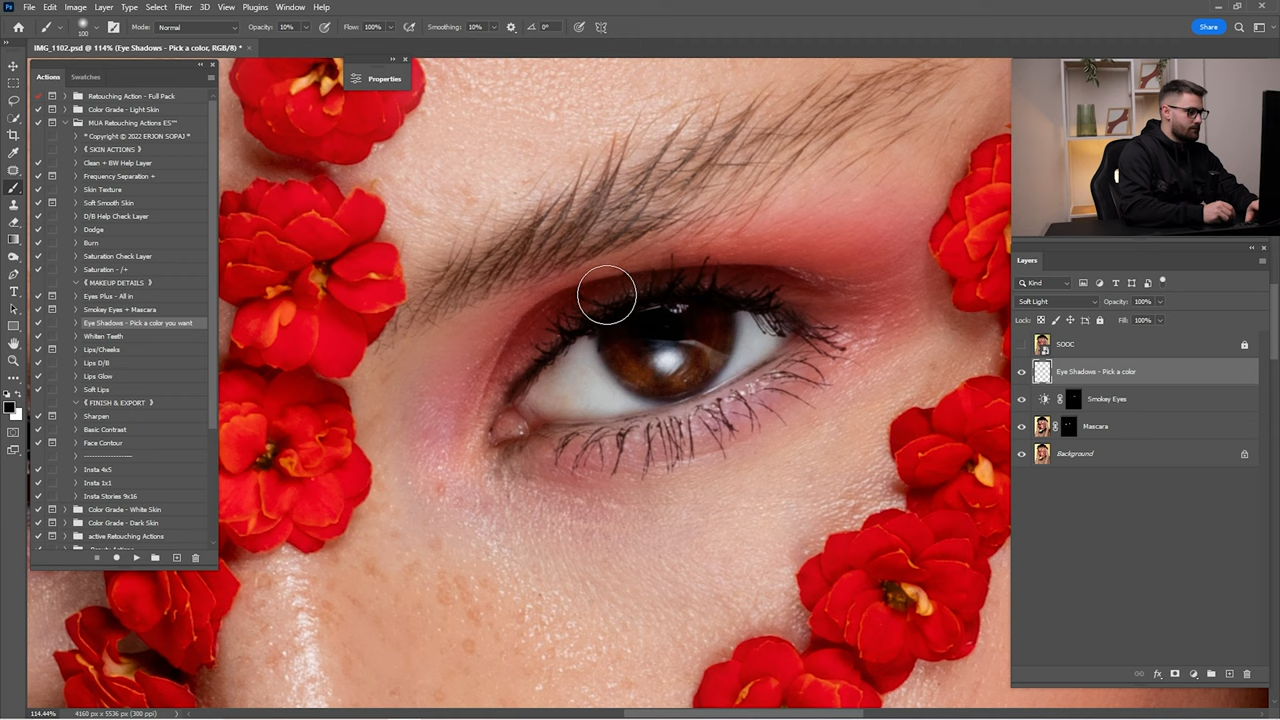 File Edit Image Layer Type Select Filter 3D View Plugins Window Help
100 Mode: Normal Opacity: 10% Flow: 100% Smoothing: 10% 0° Share
IMG_1102.psd @ 114% (Eye Shadows - Pick a color, RGB/8) *
Actions Swatches
Properties
Retouching Action - Full Pack
Color Grade - Light Skin
MUA Retouching Actions ES™
* Copyright © 2022 ERJON SOPAJ *
《 SKIN ACTIONS 》
Clean + BW Help Layer
Frequency Separation +
Skin Texture
Soft Smooth Skin
D/B Help Check Layer
Dodge
Burn
Saturation Check Layer
Saturation - /+
《 MAKEUP DETAILS 》
Eyes Plus - All in
Smokey Eyes + Mascara
Eye Shadows - Pick a color you want
Whiten Teeth
Lips/Cheeks
Lips D/B
Lips Glow
Soft Lips
《 FINISH & EXPORT 》
Sharpen
Basic Contrast
Face Contour
--------------------
Insta 4x5
Insta 1x1
Insta Stories 9x16
Color Grade - White Skin
Color Grade - Dark Skin
active Retouching Actions
Layers
Kind
Soft Light Opacity: 100%
Lock: Fill: 100%
SOOC
Eye Shadows - Pick a color
Smokey Eyes
Mascara
Background
114.44% 4160 px x 5536 px (300 ppi)